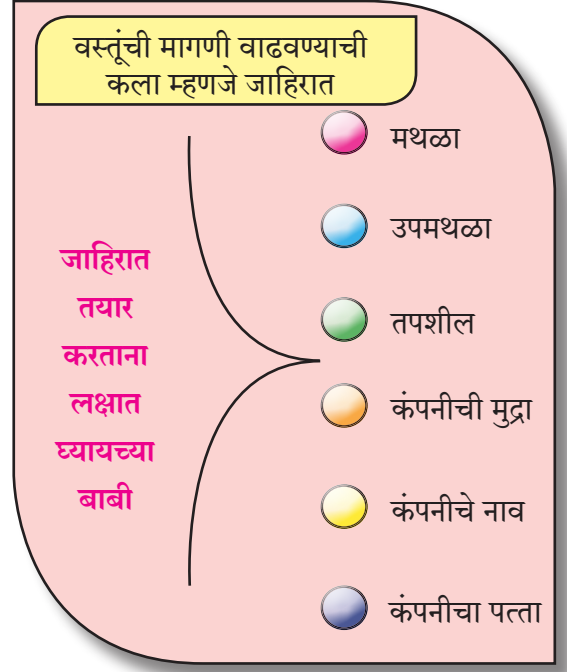 वस्तूंची मागणी वाढवण्याची
कला म्हणजे जाहिरात
जाहिरात
तयार
करताना
लक्षात
घ्यायच्या
बाबी
मथळा
उपमथळा
तपशील
कंपनीची मुद्रा
कंपनीचे नाव
कंपनीचा पत्ता